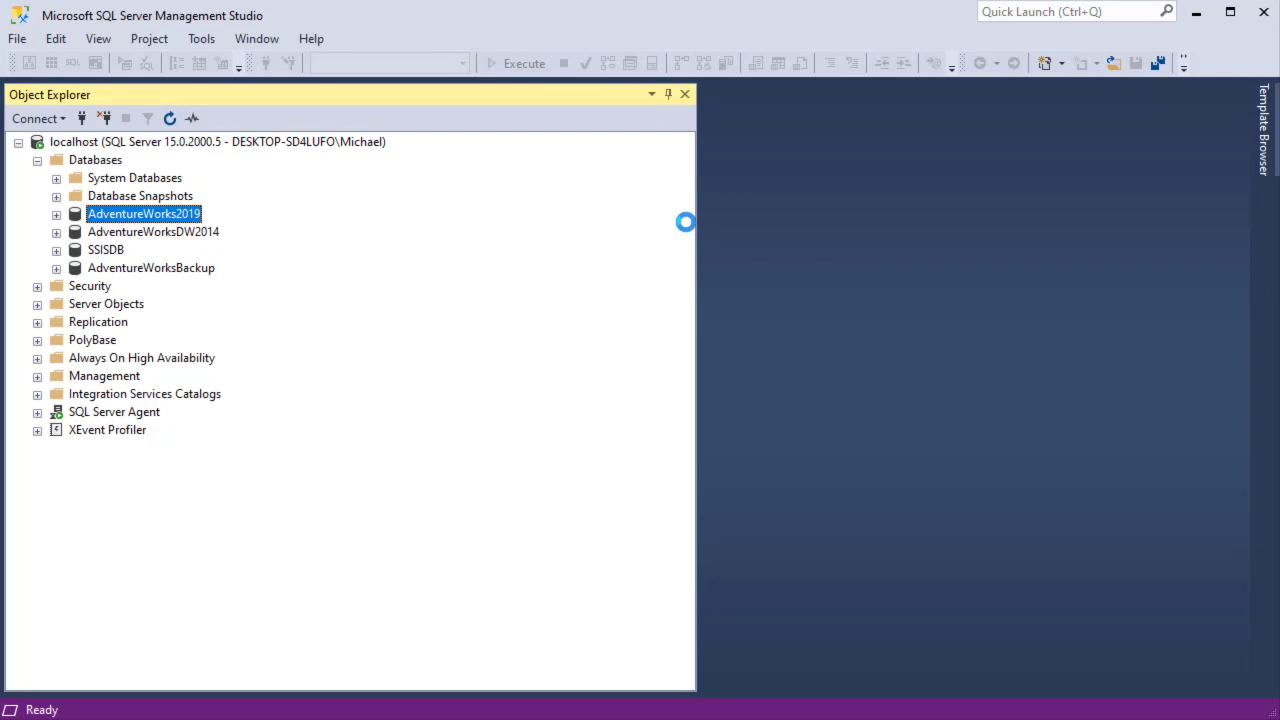 Microsoft SQL Server Management Studio
Quick Launch (Ctrl+Q)
File Edit View Project Tools Window Help
SQL Execute
Object Explorer
Connect
localhost (SQL Server 15.0.2000.5 - DESKTOP-SD4LUFO\Michael)
Databases
System Databases
Database Snapshots
AdventureWorks2019
AdventureWorksDW2014
SSISDB
AdventureWorksBackup
Security
Server Objects
Replication
PolyBase
Always On High Availability
Management
Integration Services Catalogs
SQL Server Agent
XEvent Profiler
Template Browser
Ready